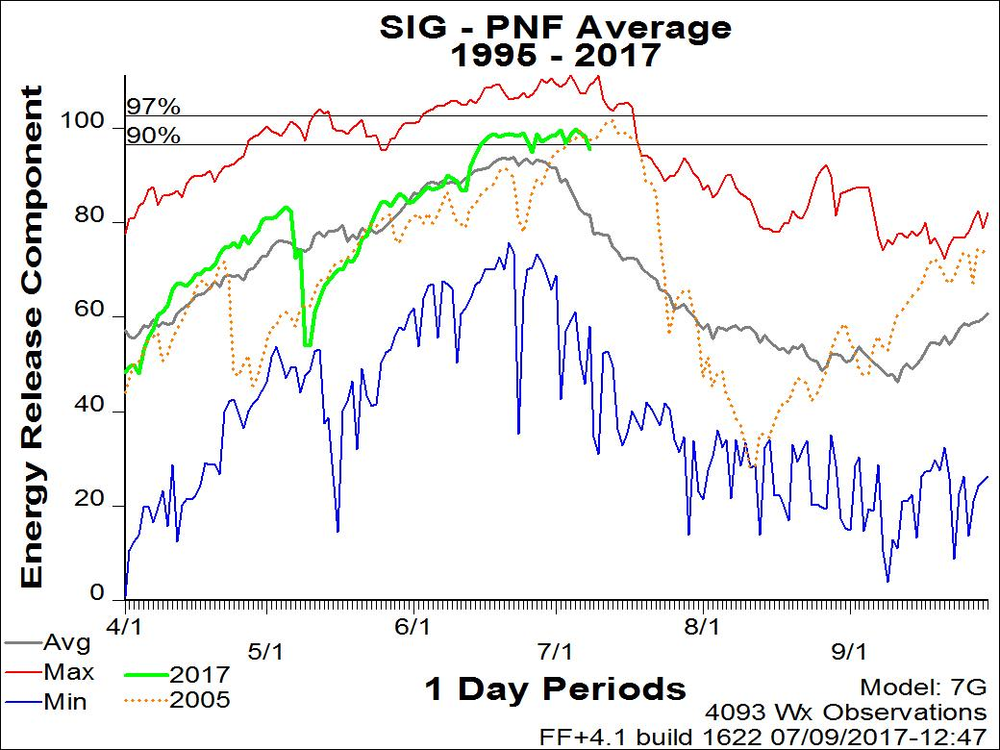 SIG - PNF Average
1995 - 2017
Energy Release Component
97%
100
90%
80
60
40
20
0
4/1
5/1
6/1
7/1
8/1
9/1
Avg
Max
Min
2017
2005
1 Day Periods
Model: 7G
4093 Wx Observations
FF+4.1 build 1622 07/09/2017-12:47